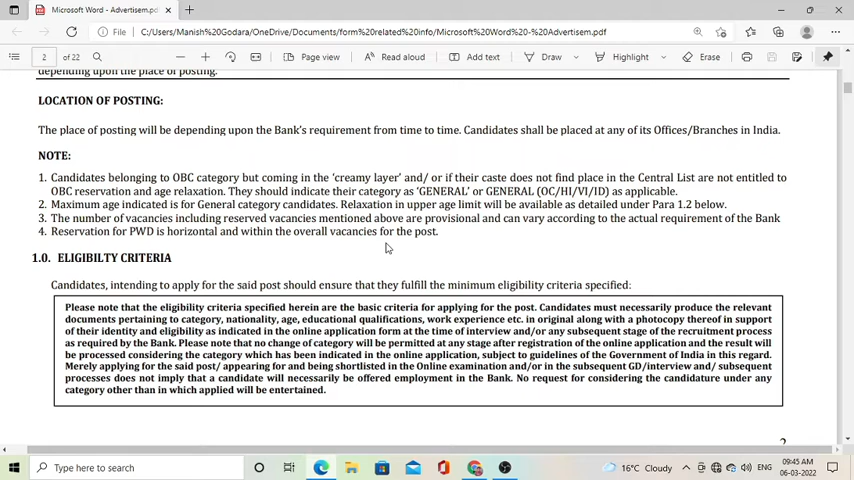 Microsoft Word - Advertisem.p
File
C:/Users/Manish%20Godara/OneDrive/Documents/form%20related%20info/Microsoft%20Word%20-%20Advertisem.pdf
2 of 22
Page view
Read aloud
Add text
Draw
Highlight
Erase
depending upon the place of posting.
LOCATION OF POSTING:
The place of posting will be depending upon the Bank's requirement from time to time. Candidates shall be placed at any of its Offices/Branches in India.
NOTE:
1. Candidates belonging to OBC category but coming in the 'creamy layer' and/ or if their caste does not find place in the Central List are not entitled to
OBC reservation and age relaxation. They should indicate their category as 'GENERAL' or GENERAL (OC/HI/VI/ID) as applicable.
2. Maximum age indicated is for General category candidates. Relaxation in upper age limit will be available as detailed under Para 1.2 below.
3. The number of vacancies including reserved vacancies mentioned above are provisional and can vary according to the actual requirement of the Bank
4. Reservation for PWD is horizontal and within the overall vacancies for the post.
1.0. ELIGIBILTY CRITERIA
Candidates, intending to apply for the said post should ensure that they fulfill the minimum eligibility criteria specified:
Please note that the eligibility criteria specified herein are the basic criteria for applying for the post. Candidates must necessarily produce the relevant
documents pertaining to category, nationality, age, educational qualifications, work experience etc. in original along with a photocopy thereof in support
of their identity and eligibility as indicated in the online application form at the time of interview and/or any subsequent stage of the recruitment process
as required by the Bank. Please note that no change of category will be permitted at any stage after registration of the online application and the result will
be processed considering the category which has been indicated in the online application, subject to guidelines of the Government of India in this regard.
Merely applying for the said post/ appearing for and being shortlisted in the Online examination and/or in the subsequent GD/interview and/ subsequent
processes does not imply that a candidate will necessarily be offered employment in the Bank. No request for considering the candidature under any
category other than in which applied will be entertained.
2
Type here to search
16°C Cloudy
ENG
09:45 AM
06-03-2022